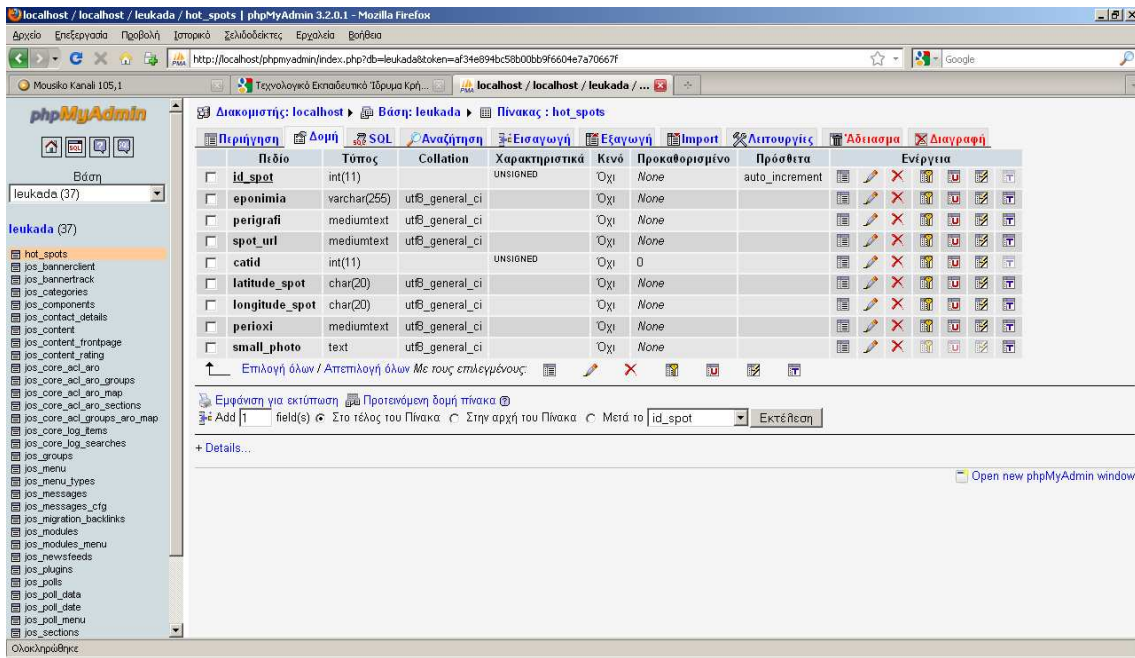 localhost / localhost / leukada / hot_spots | phpMyAdmin 3.2.0.1 - Mozilla Firefox
Αρχείο Επεξεργασία Προβολή Ιστορικό Σελιδοδείκτες Εργαλεία Βοήθεια
http://localhost/phpmyadmin/index.php?db=leukada&token=af34e894bc58b00bb9f6604e7a70667f
Google
Mousiko Kanali 105,1
Τεχνολογικό Εκπαιδευτικό Ίδρυμα Κρή...
localhost / localhost / leukada / ...
phpMyAdmin
Βάση
leukada (37)
leukada (37)
hot_spots
jos_bannerclient
jos_bannertrack
jos_categories
jos_components
jos_contact_details
jos_content
jos_content_frontpage
jos_content_rating
jos_core_acl_aro
jos_core_acl_aro_groups
jos_core_acl_aro_map
jos_core_acl_aro_sections
jos_core_acl_groups_aro_map
jos_core_log_items
jos_core_log_searches
jos_groups
jos_menu
jos_menu_types
jos_messages
jos_messages_cfg
jos_migration_backlinks
jos_modules
jos_modules_menu
jos_newsfeeds
jos_plugins
jos_polls
jos_poll_data
jos_poll_date
jos_poll_menu
jos_sections
Διακομιστής: localhost Βάση: leukada Πίνακας : hot_spots
Περιήγηση Δομή SQL Αναζήτηση Εισαγωγή Εξαγωγή Import Λειτουργίες Άδειασμα Διαγραφή
Πεδίο Τύπος Collation Χαρακτηριστικά Κενό Προκαθορισμένο Πρόσθετα Ενέργεια
id_spot int(11) UNSIGNED Όχι None auto_increment
eponimia varchar(255) utf8_general_ci Όχι None
perigrafi mediumtext utf8_general_ci Όχι None
spot_url mediumtext utf8_general_ci Όχι None
catid int(11) UNSIGNED Όχι 0
latitude_spot char(20) utf8_general_ci Όχι None
longitude_spot char(20) utf8_general_ci Όχι None
perioxi mediumtext utf8_general_ci Όχι None
small_photo text utf8_general_ci Όχι None
Επιλογή όλων / Απεπιλογή όλων Με τους επιλεγμένους:
Εμφάνιση για εκτύπωση Προτεινόμενη δομή πίνακα
Add 1 field(s) Στο τέλος του Πίνακα Στην αρχή του Πίνακα Μετά το id_spot Εκτέλεση
+ Details...
Open new phpMyAdmin window
Ολοκληρώθηκε